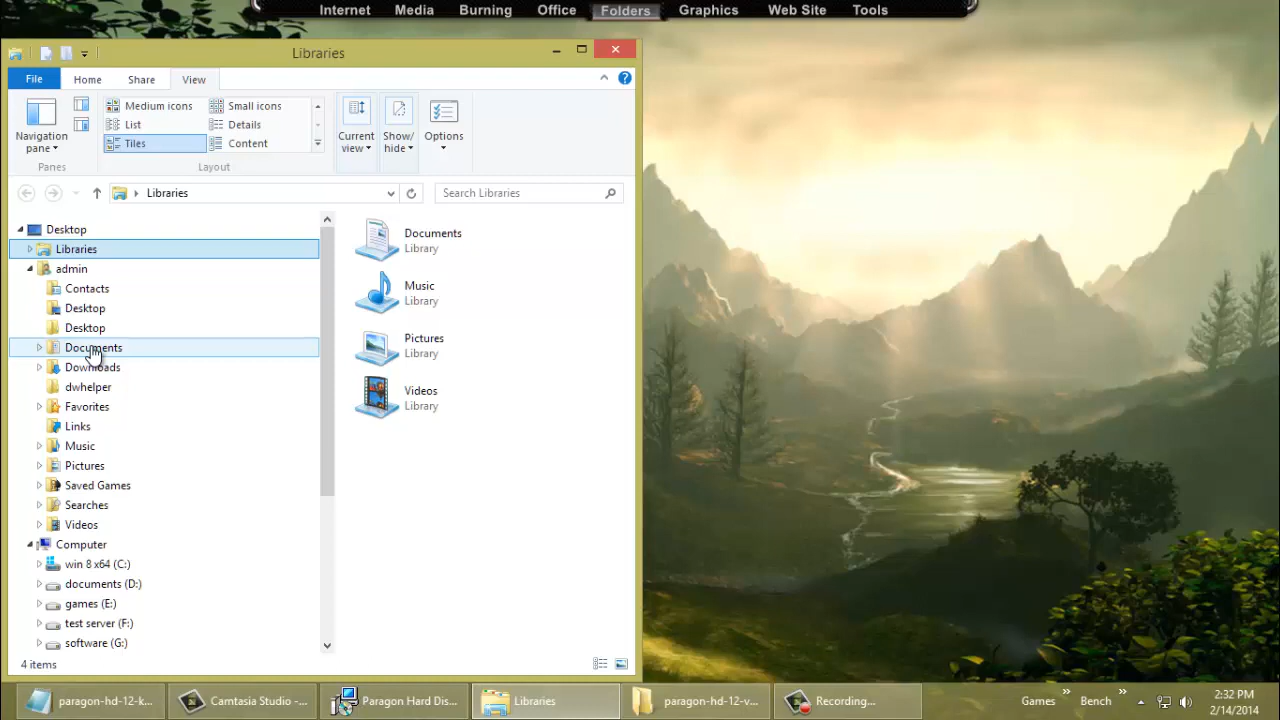 Internet Media Burning Office Folders Graphics Web Site Tools
Libraries
File Home Share View
Navigation pane
Panes
Medium icons Small icons
List Details
Tiles Content
Layout
Current view
Show/ hide
Options
Libraries
Search Libraries
Desktop
Libraries
admin
Contacts
Desktop
Desktop
Documents
Downloads
dwhelper
Favorites
Links
Music
Pictures
Saved Games
Searches
Videos
Computer
win 8 x64 (C:)
documents (D:)
games (E:)
test server (F:)
software (G:)
Documents
Library
Music
Library
Pictures
Library
Videos
Library
4 items
paragon-hd-12-k...
Camtasia Studio -...
Paragon Hard Dis...
Libraries
paragon-hd-12-v...
Recording...
Games
Bench
2:32 PM
2/14/2014